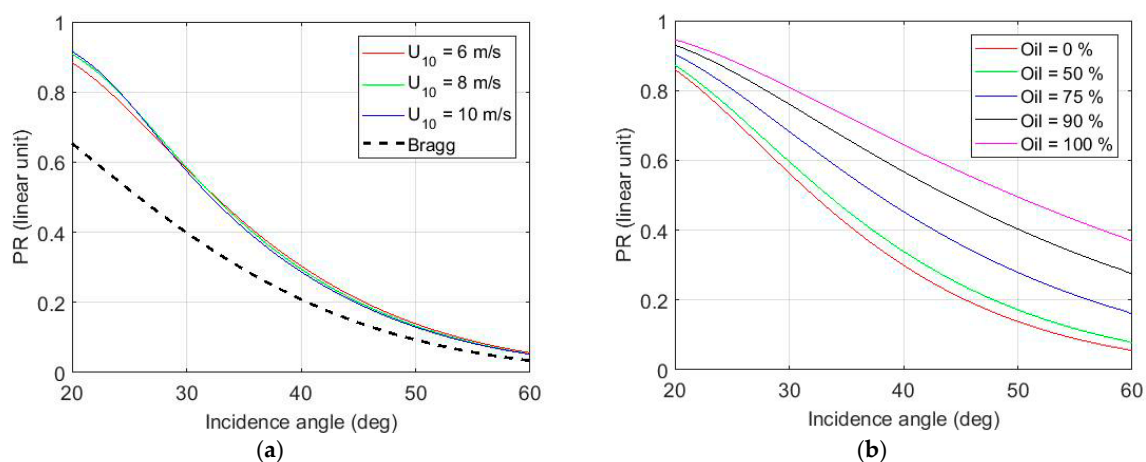 1
0.8
0.6
0.4
0.2
0
PR (linear unit)
20 30 40 50 60
Incidence angle (deg)
U10 = 6 m/s
U10 = 8 m/s
U10 = 10 m/s
Bragg
(a)
1
0.8
0.6
0.4
0.2
0
PR (linear unit)
20 30 40 50 60
Incidence angle (deg)
Oil = 0 %
Oil = 50 %
Oil = 75 %
Oil = 90 %
Oil = 100 %
(b)